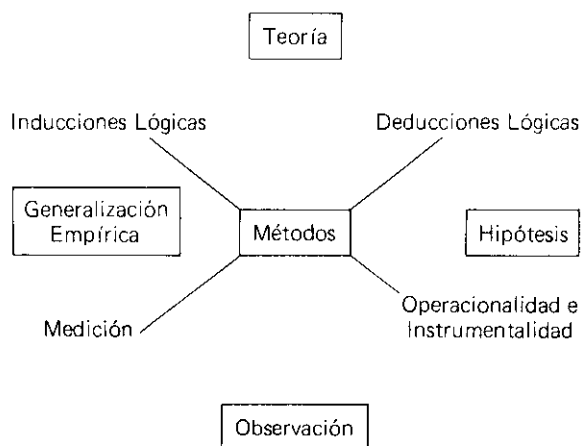 Teoría
Inducciones Lógicas
Deducciones Lógicas
Generalización
Empírica
Métodos
Hipótesis
Medición
Operacionalidad e
Instrumentalidad
Observación